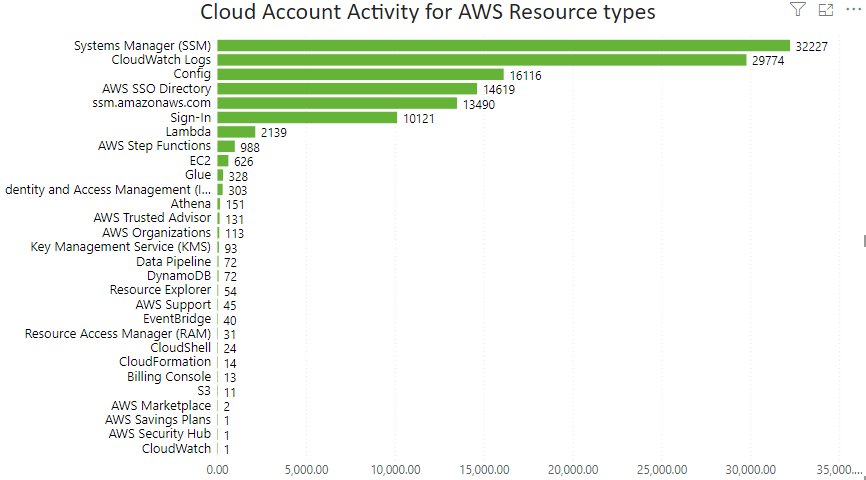 Cloud Account Activity for AWS Resource types
Systems Manager (SSM) 32227
CloudWatch Logs 29774
Config 16116
AWS SSO Directory 14619
ssm.amazonaws.com 13490
Sign-In 10121
Lambda 2139
AWS Step Functions 988
EC2 626
Glue 328
dentity and Access Management (I... 303
Athena 151
AWS Trusted Advisor 131
AWS Organizations 113
Key Management Service (KMS) 93
Data Pipeline 72
DynamoDB 72
Resource Explorer 54
AWS Support 45
EventBridge 40
Resource Access Manager (RAM) 31
CloudShell 24
CloudFormation 14
Billing Console 13
S3 11
AWS Marketplace 2
AWS Savings Plans 1
AWS Security Hub 1
CloudWatch 1
0.00 5,000.00 10,000.00 15,000.00 20,000.00 25,000.00 30,000.00 35,000....